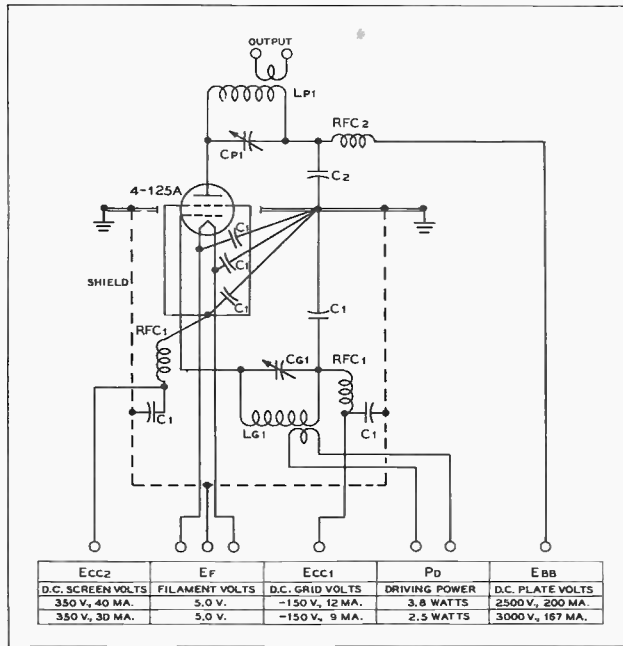 OUTPUT
LP1
RFC2
CP1
C2
4-125A
C1
C1
SHIELD
C1
C1
RFC1
CG1
RFC1
C1
LG1
C1
ECC2 EF ECC1 PD EBB
D.C. SCREEN VOLTS FILAMENT VOLTS D.C. GRID VOLTS DRIVING POWER D.C. PLATE VOLTS
350 V., 40 MA. 5.0 V. -150 V., 12 MA. 3.8 WATTS 2500 V., 200 MA.
350 V., 30 MA. 5.0 V. -150 V., 9 MA. 2.5 WATTS 3000 V., 167 MA.